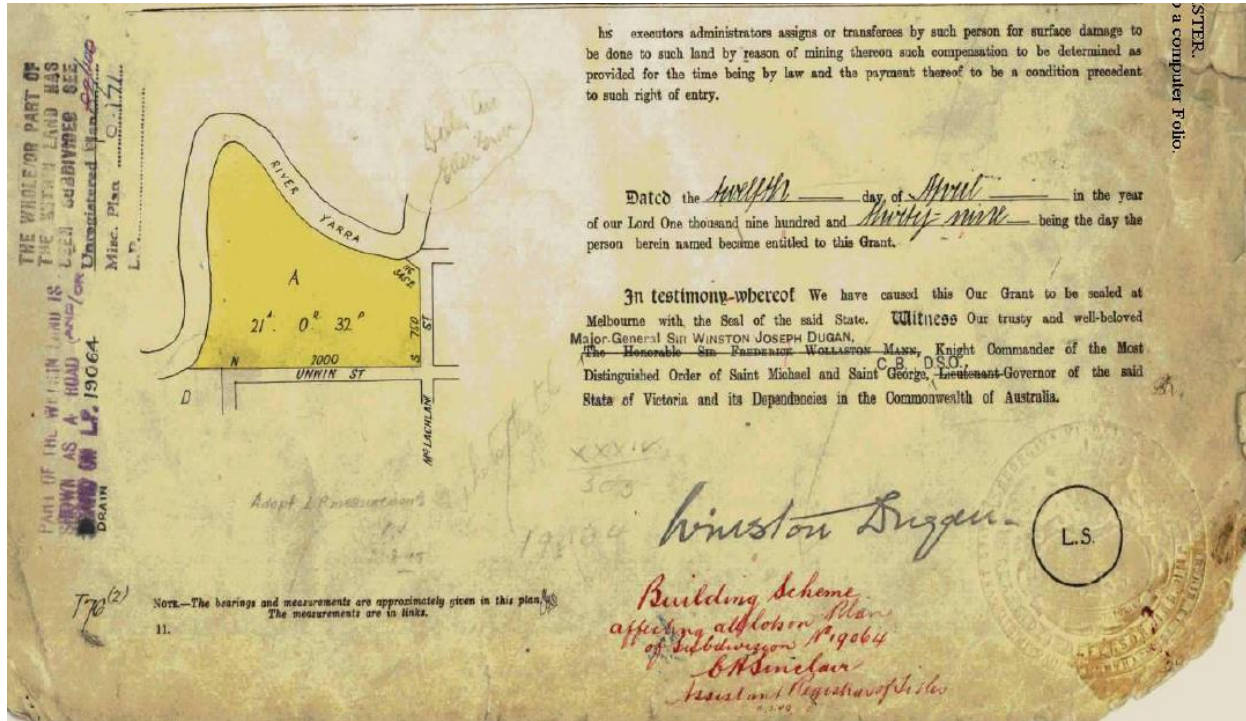 STER.
o a computer Folio.
his executors administrators assigns or transferees by such person for surface damage to
be done to such land by reason of mining thereon such compensation to be determined as
provided for the time being by law and the payment thereof to be a condition precedent
to such right of entry.
Dated the twelfth day of April in the year
of our Lord One thousand nine hundred and thirty-nine being the day the
person herein named became entitled to this Grant.
In testimony whereof We have caused this Our Grant to be sealed at
Melbourne with the Seal of the said State. Witness Our trusty and well-beloved
Major-General Sir WINSTON JOSEPH DUGAN,
The Honorable Sir FREDERICK WOLLASTON MANN, Knight Commander of the Most
C.B., D.S.O.,
Distinguished Order of Saint Michael and Saint George, Lieutenant-Governor of the said
State of Victoria and its Dependencies in the Commonwealth of Australia.
Winston Dugan
L.S.
Building Scheme
affecting all lots on Plan
of Subdivision No 19064
Assistant Registrar of Titles
THE WHOLE/OR PART OF
THE WITHIN LAND HAS
BEEN SUBDIVIDED SEE
Unregistered Plan
Misc. Plan
L.P.
PART OF THE WITHIN LAND IS
SHOWN AS A ROAD AND/OR
ON L.P. 19064
DRAIN
RIVER
YARRA
A
21A. 0R. 32P
750
ST
N
2000
S
UNWIN ST
D
McLACHLAN
XXXIV
303
19064
T76(2)
NOTE.—The bearings and measurements are approximately given in this plan.
The measurements are in links.
11.